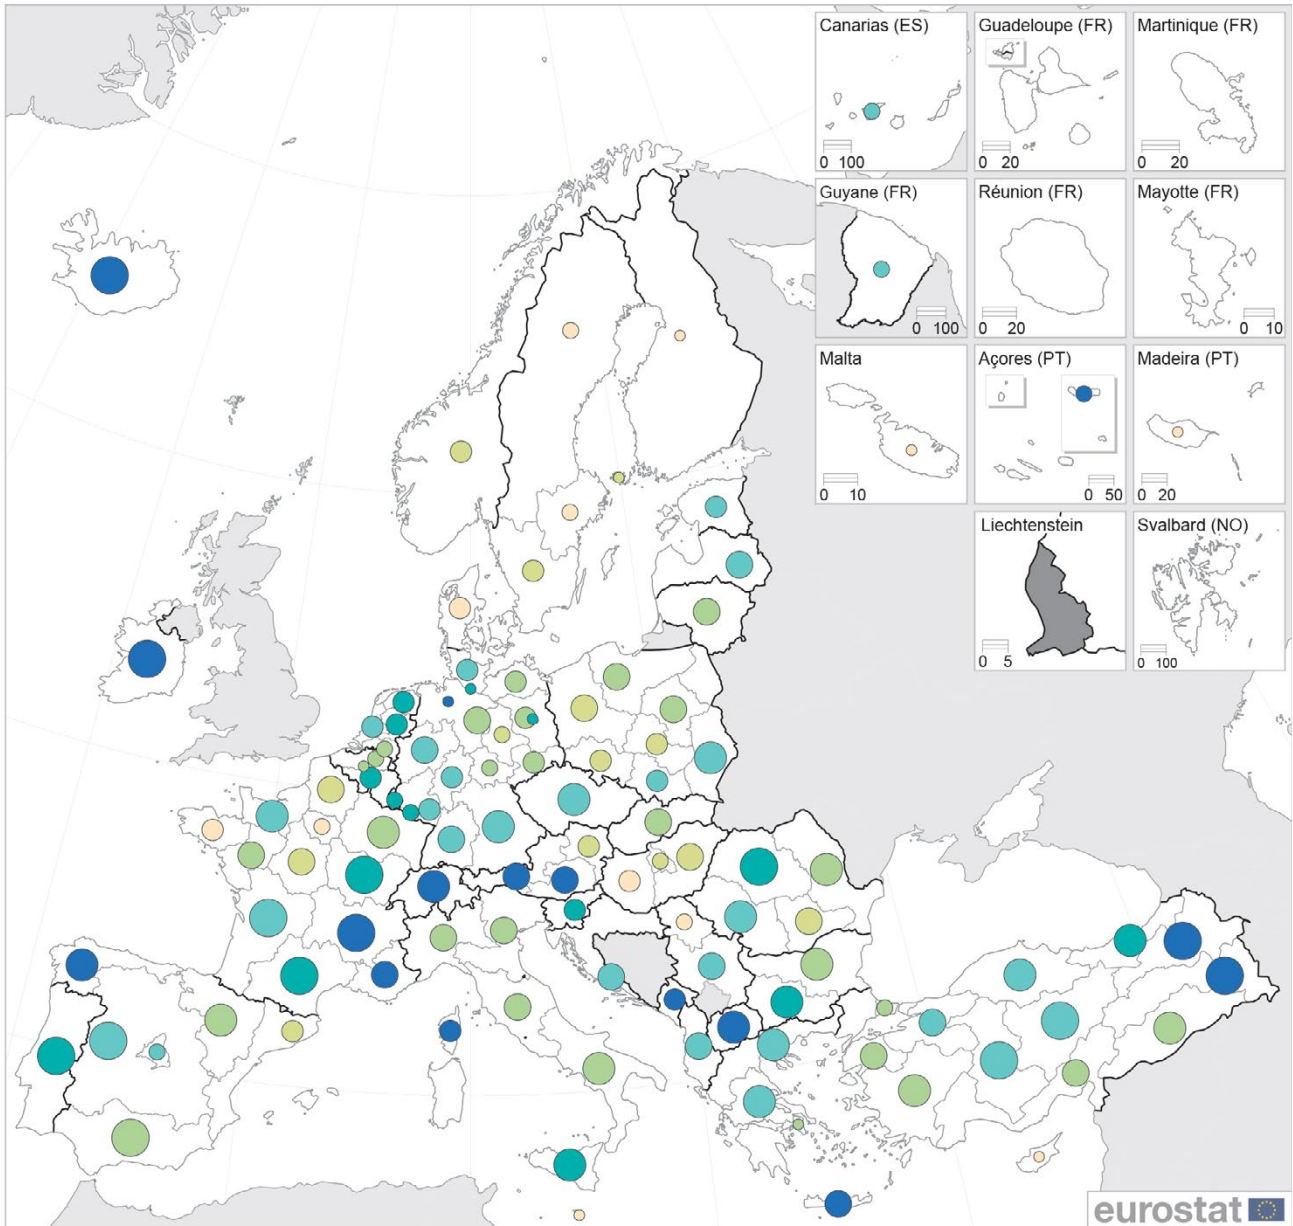 Canarias (ES)
0 100
Guadeloupe (FR)
0 20
Martinique (FR)
0 20
Guyane (FR)
0 100
Réunion (FR)
0 20
Mayotte (FR)
0 10
Malta
0 10
Açores (PT)
0 50
Madeira (PT)
0 20
Liechtenstein
0 5
Svalbard (NO)
0 100
eurostat